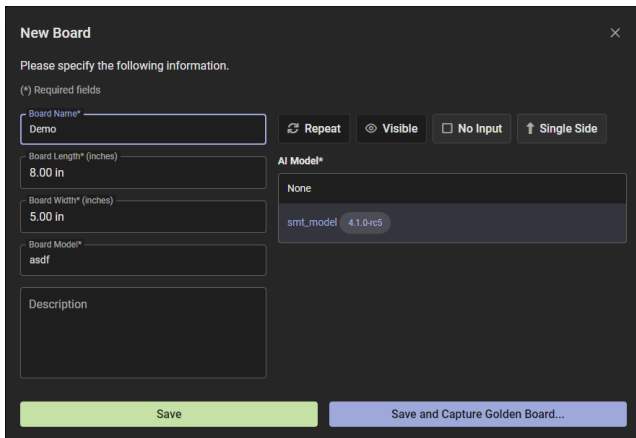 New Board
Please specify the following information.
(*) Required fields
Board Name*
Demo
Repeat
Visible
No Input
Single Side
Board Length* (inches)
8.00 in
AI Model*
None
smt_model 4.1.0-rc5
Board Width* (inches)
5.00 in
Board Model*
asdf
Description
Save
Save and Capture Golden Board...